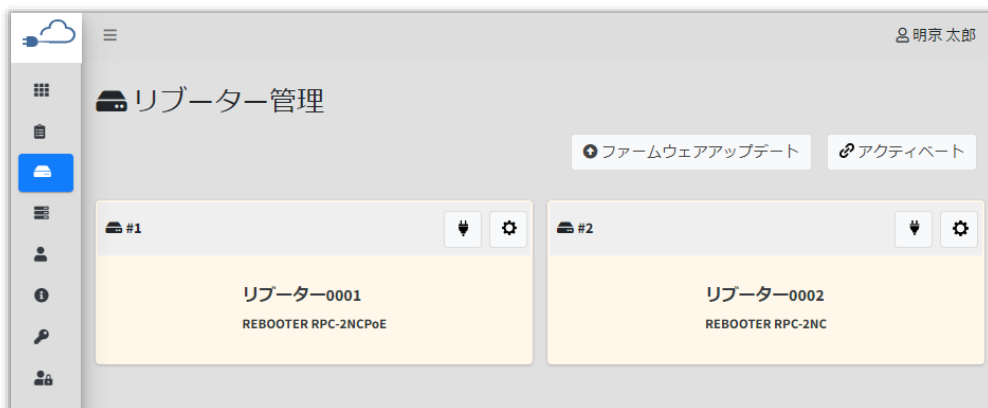 明京 太郎
リブーター管理
ファームウェアアップデート
アクティベート
#1
リブーター0001
REBOOTER RPC-2NCPoE
#2
リブーター0002
REBOOTER RPC-2NC